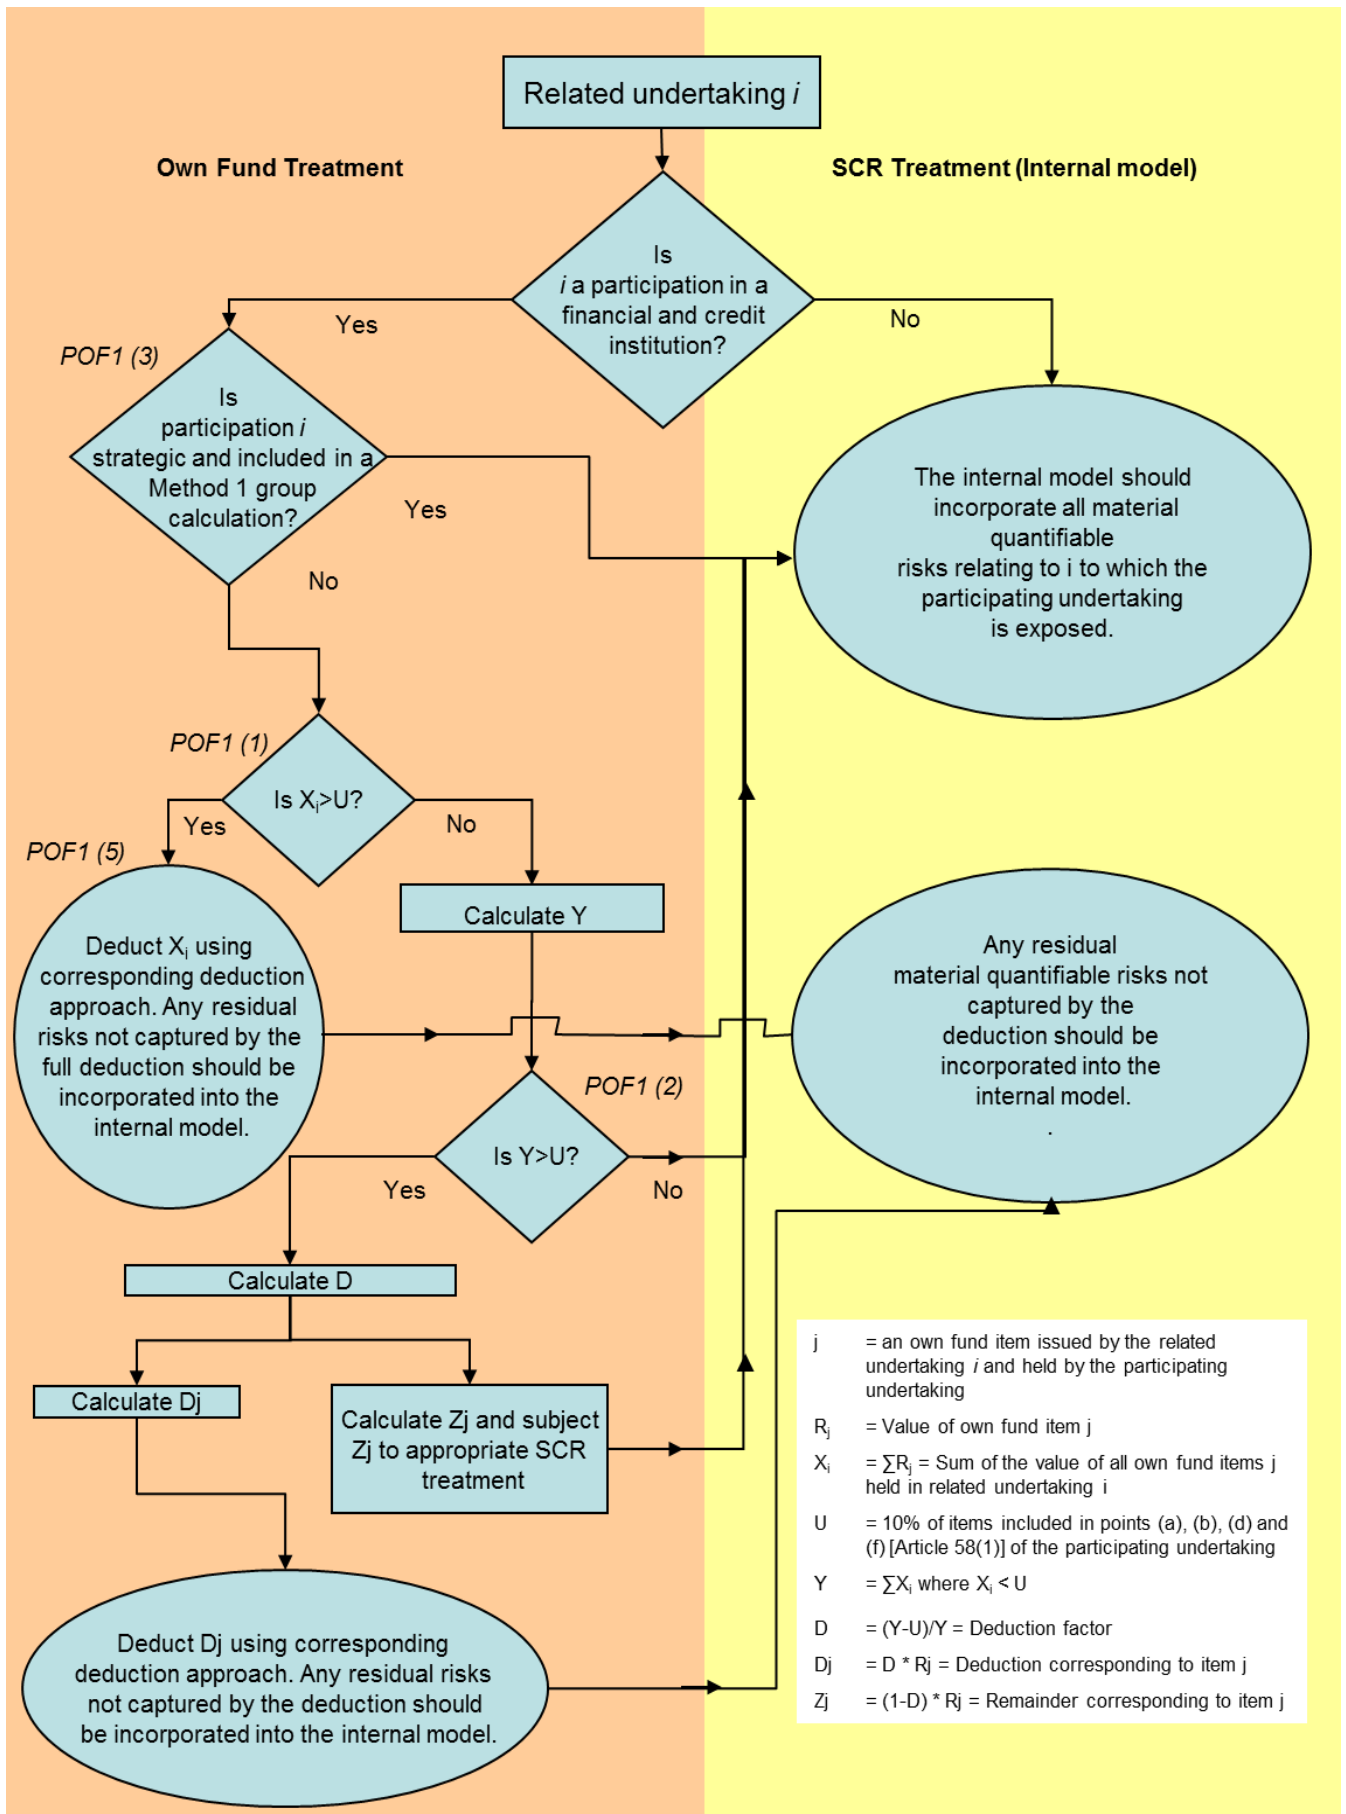 Related undertaking i
Own Fund Treatment
SCR Treatment (Internal model)
Is
i a participation in a
financial and credit
institution?
Yes
No
POF1 (3)
Is
participation i
strategic and included in a
Method 1 group
calculation?
Yes
No
The internal model should
incorporate all material
quantifiable
risks relating to i to which the
participating undertaking
is exposed.
POF1 (1)
Is Xi>U?
Yes
No
POF1 (5)
Calculate Y
Deduct Xi using
corresponding deduction
approach. Any residual
risks not captured by the
full deduction should be
incorporated into the
internal model.
Any residual
material quantifiable risks not
captured by the
deduction should be
incorporated into the
internal model.
.
POF1 (2)
Is Y>U?
Yes
No
Calculate D
Calculate Dj
Calculate Zj and subject
Zj to appropriate SCR
treatment
Deduct Dj using corresponding
deduction approach. Any residual risks
not captured by the deduction should
be incorporated into the internal model.
j = an own fund item issued by the related
undertaking i and held by the participating
undertaking
Rj = Value of own fund item j
Xi = ∑Rj = Sum of the value of all own fund items j
held in related undertaking i
U = 10% of items included in points (a), (b), (d) and
(f) [Article 58(1)] of the participating undertaking
Y = ∑Xi where Xi < U
D = (Y-U)/Y = Deduction factor
Dj = D * Rj = Deduction corresponding to item j
Zj = (1-D) * Rj = Remainder corresponding to item j